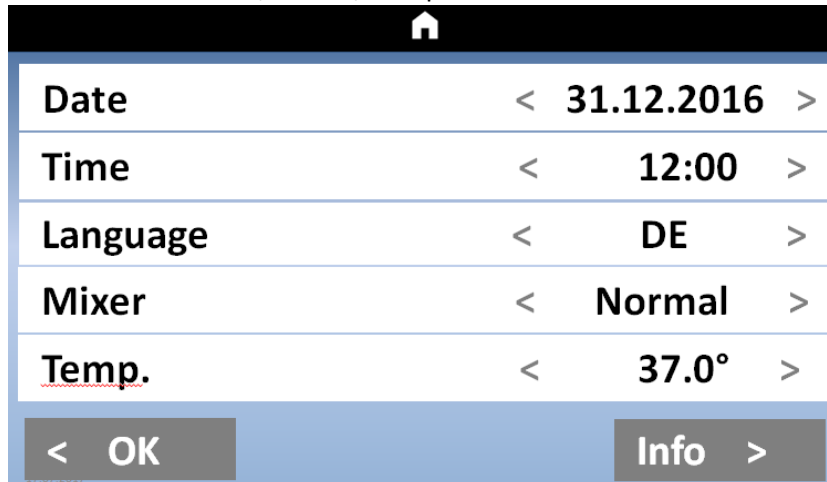 Date < 31.12.2016 >
Time < 12:00 >
Language < DE >
Mixer < Normal >
Temp. < 37.0° >
< OK Info >